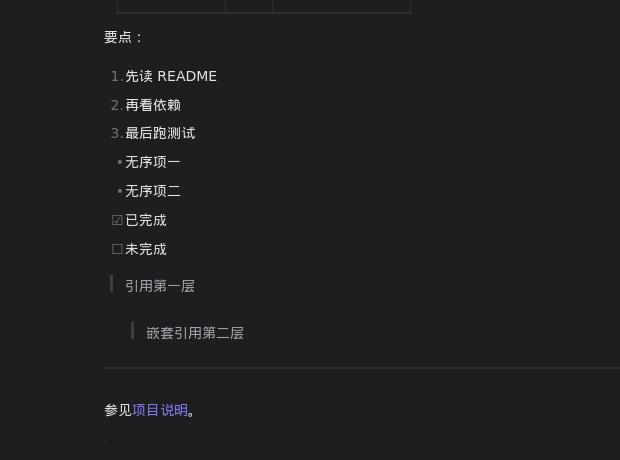 要点：
1. 先读 README
2. 再看依赖
3. 最后跑测试
• 无序项一
• 无序项二
☑ 已完成
☐ 未完成
引用第一层
嵌套引用第二层
参见项目说明。